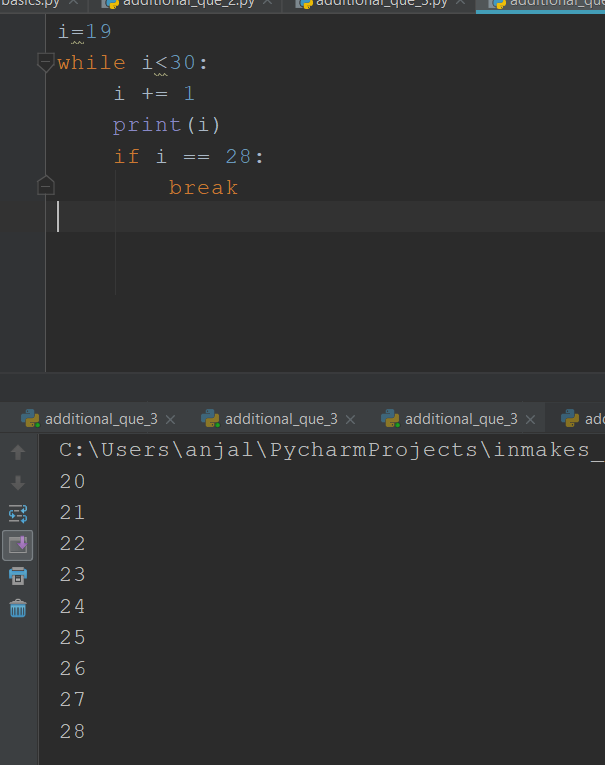 basics.py additional_que_2.py additional_que_3.py additional_que
i=19
while i<30:
    i += 1
    print(i)
    if i == 28:
        break
additional_que_3 additional_que_3 additional_que_3 add
C:\Users\anjal\PycharmProjects\inmakes_
20
21
22
23
24
25
26
27
28